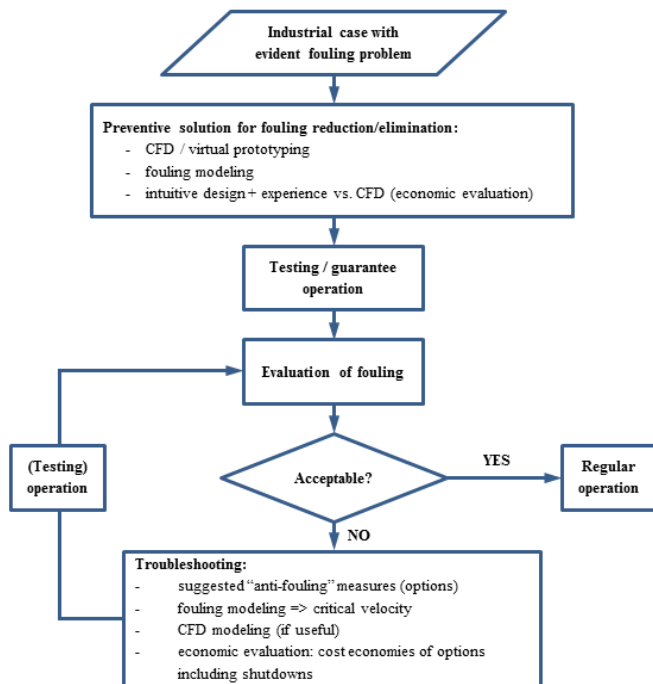 Industrial case with
evident fouling problem
Preventive solution for fouling reduction/elimination:
- CFD / virtual prototyping
- fouling modeling
- intuitive design + experience vs. CFD (economic evaluation)
Testing / guarantee
operation
Evaluation of fouling
(Testing)
operation
Acceptable?
YES
Regular
operation
NO
Troubleshooting:
- suggested “anti-fouling” measures (options)
- fouling modeling => critical velocity
- CFD modeling (if useful)
- economic evaluation: cost economies of options
including shutdowns